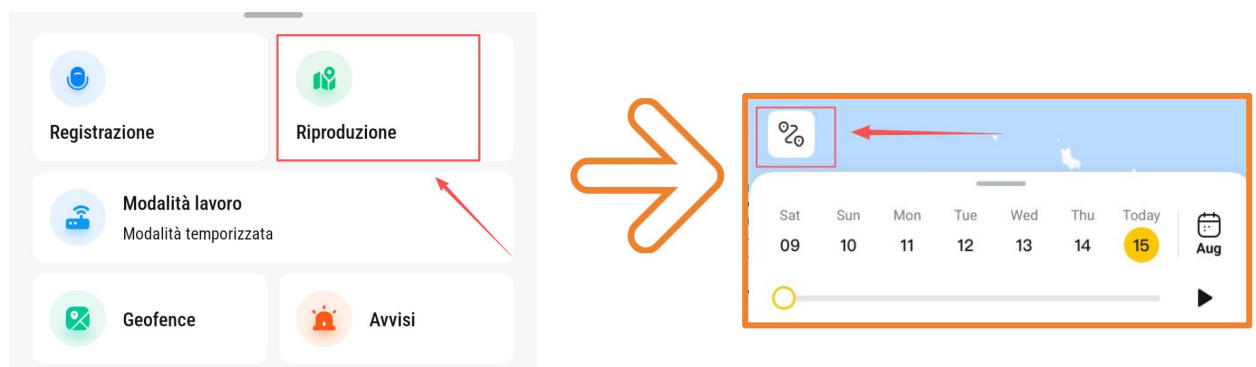 Registrazione
Riproduzione
Modalità lavoro
Modalità temporizzata
Geofence
Avvisi
Sat Sun Mon Tue Wed Thu Today
09 10 11 12 13 14 15
Aug